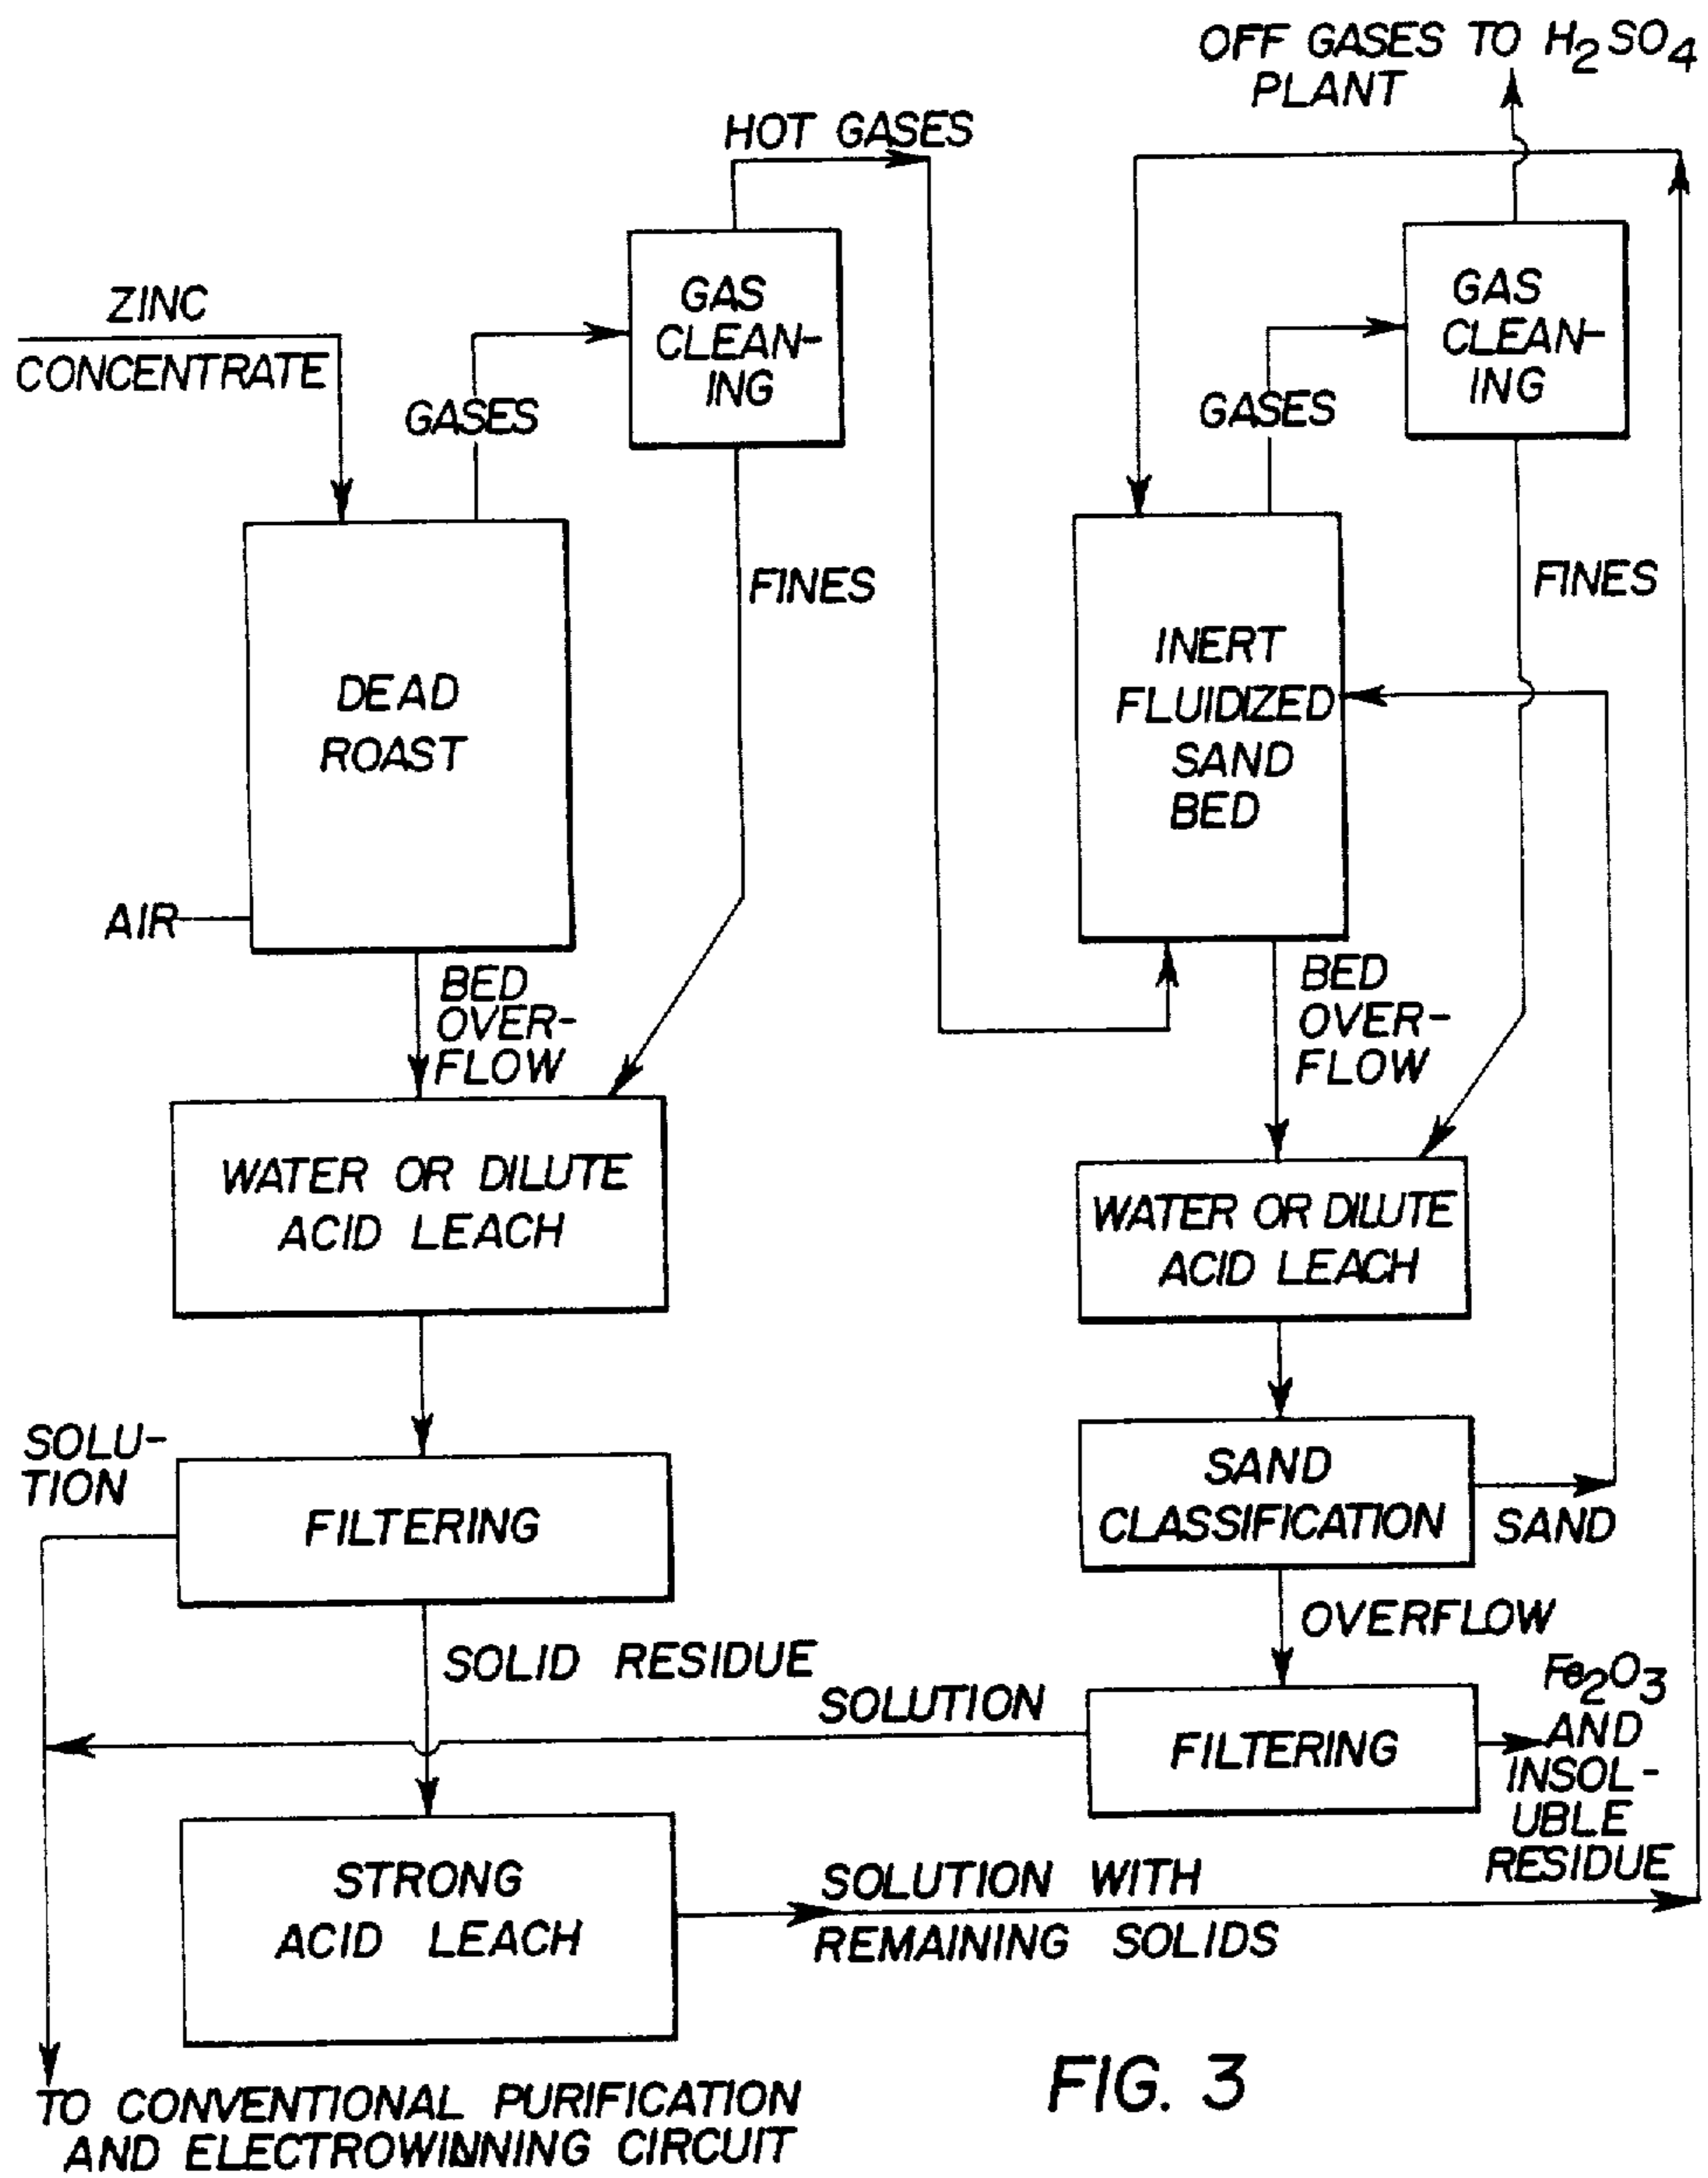 OFF GASES TO H2SO4
PLANT
HOT GASES
GAS
CLEAN-
ING
GAS
CLEAN-
ING
ZINC
CONCENTRATE
GASES
GASES
FINES
FINES
DEAD
ROAST
INERT
FLUIDIZED
SAND
BED
AIR
BED
OVER-
FLOW
BED
OVER-
FLOW
WATER OR DILUTE
ACID LEACH
WATER OR DILUTE
ACID LEACH
SOLU-
TION
FILTERING
SAND
CLASSIFICATION
SAND
OVERFLOW
SOLID RESIDUE
SOLUTION
FILTERING
Fe2O3
AND
INSOL-
UBLE
RESIDUE
STRONG
ACID LEACH
SOLUTION WITH
REMAINING SOLIDS
TO CONVENTIONAL PURIFICATION
AND ELECTROWINNING CIRCUIT
FIG. 3